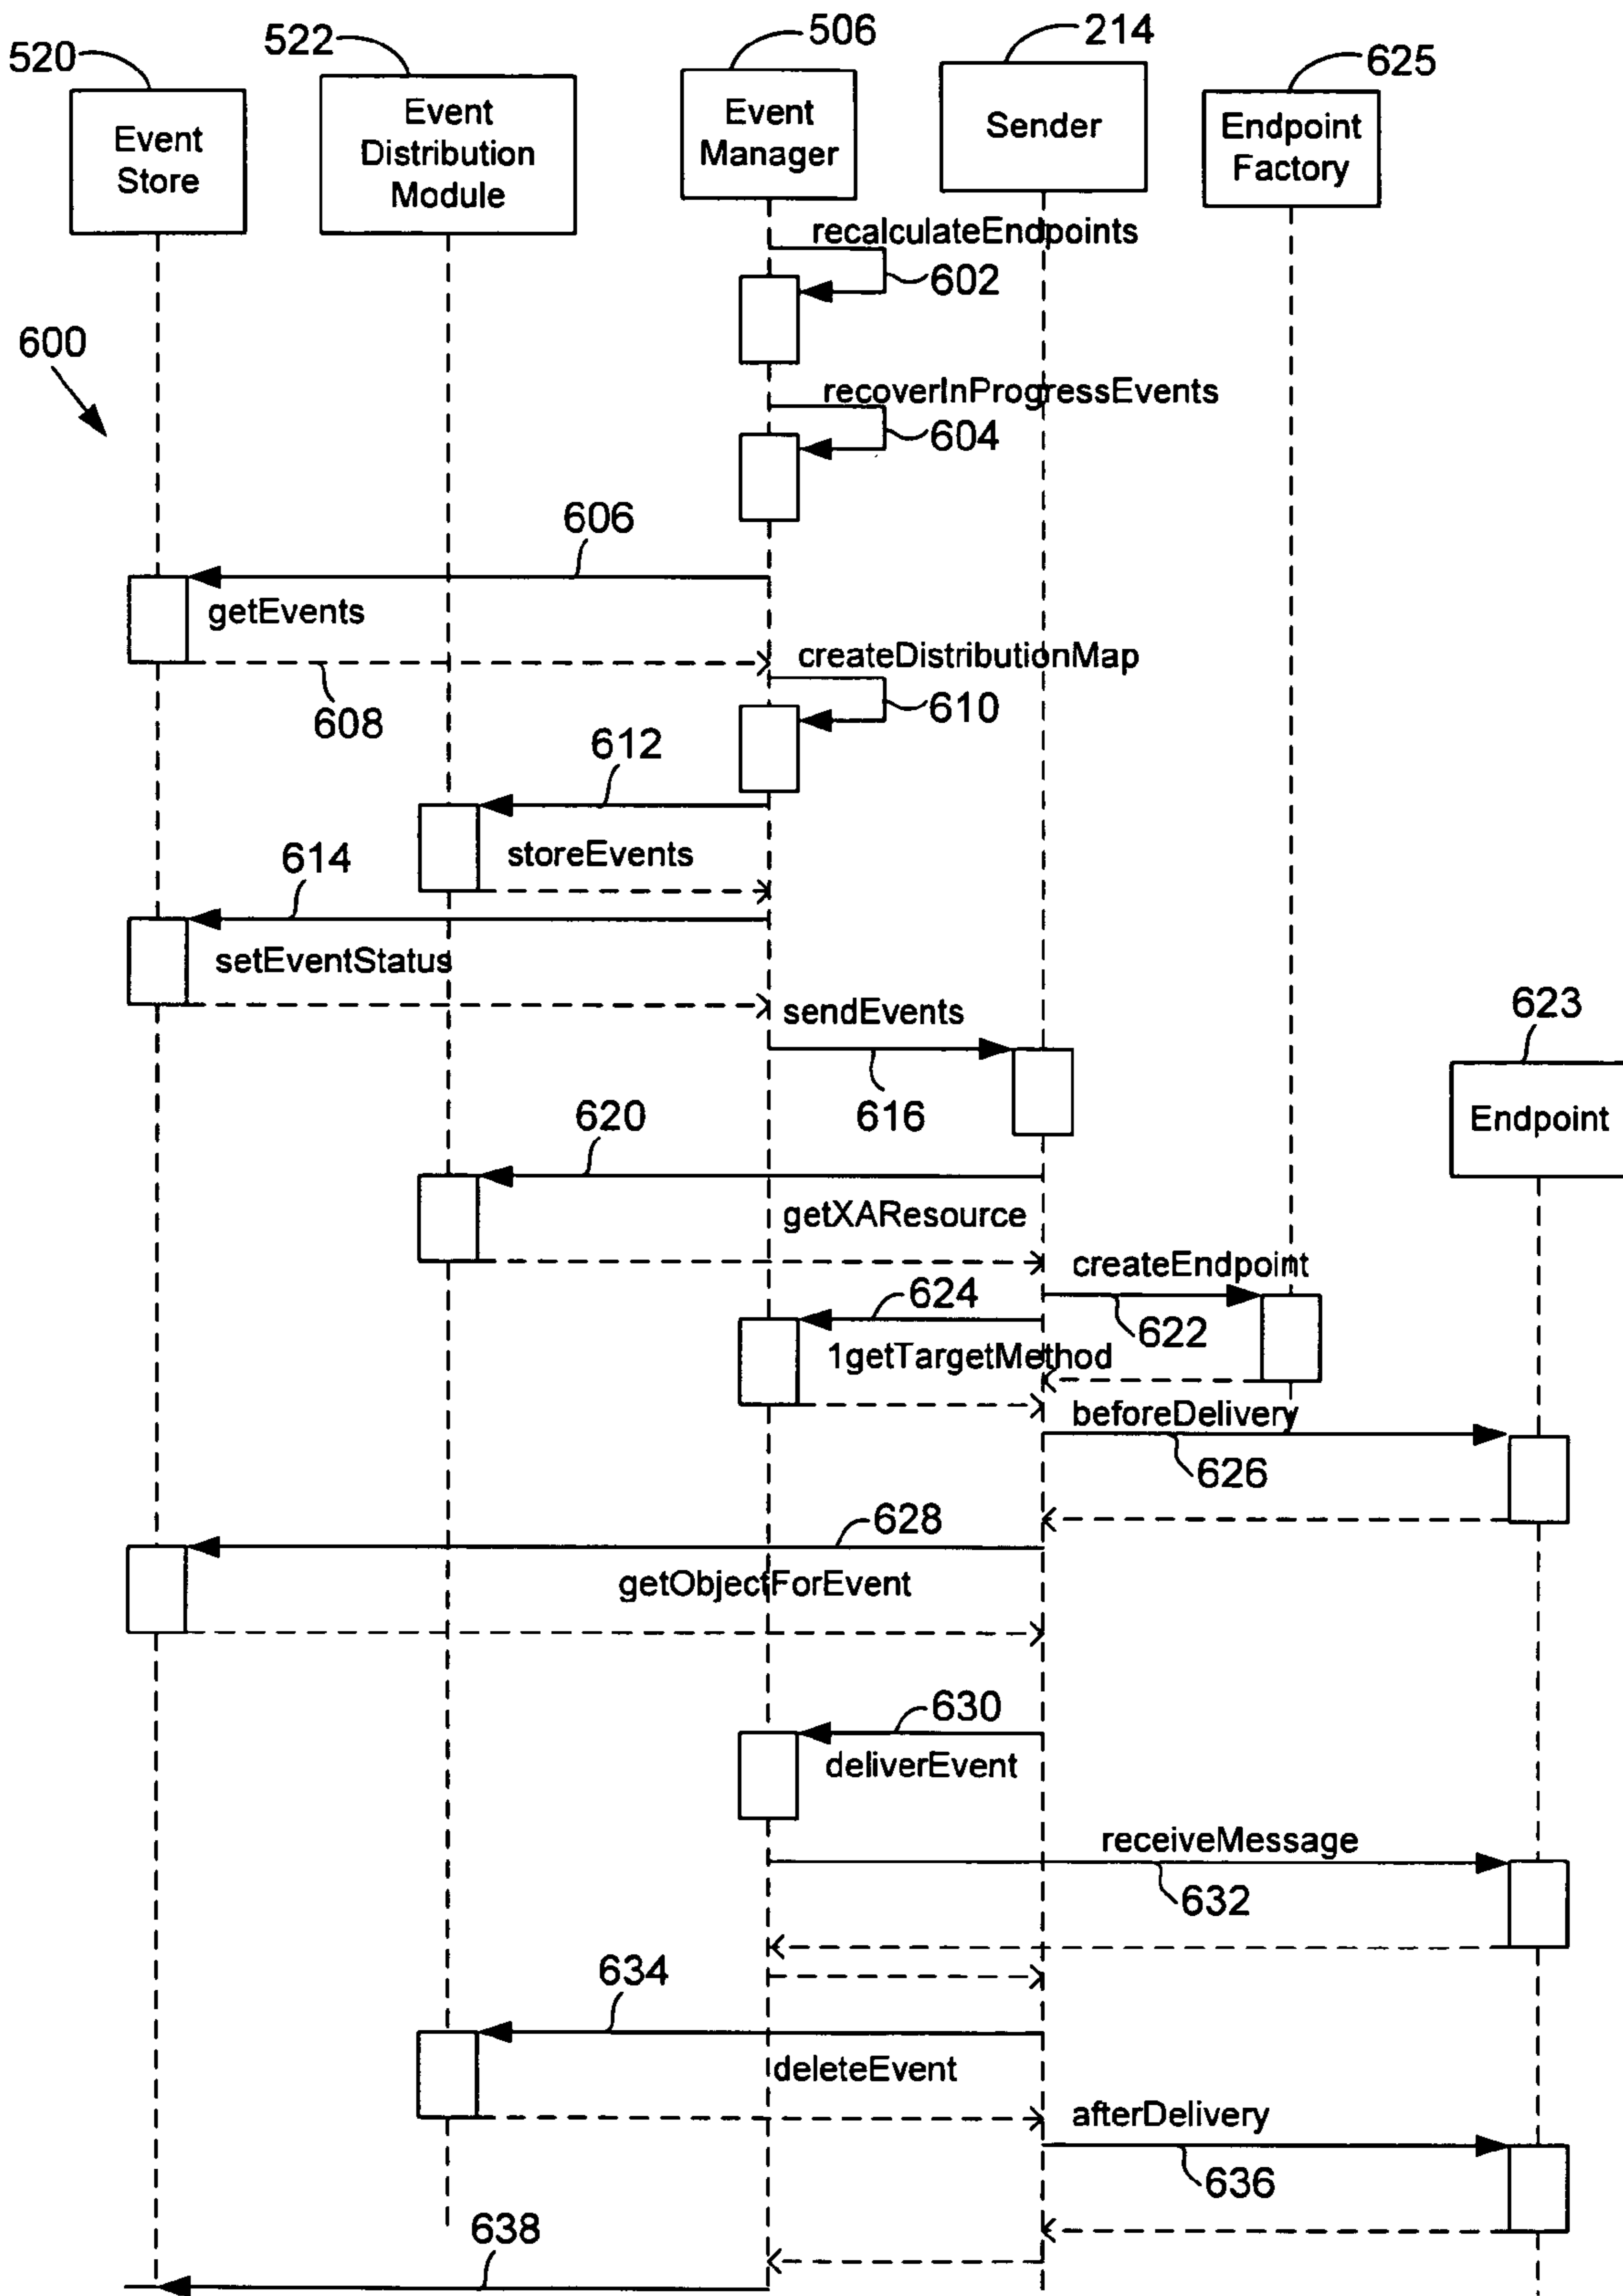 520
522
506
214
625
Event
Store
Event
Distribution
Module
Event
Manager
Sender
Endpoint
Factory
recalculateEndpoints
602
600
recoverInProgressEvents
604
606
getEvents
608
createDistributionMap
610
612
storeEvents
614
setEventStatus
sendEvents
616
623
Endpoint
620
getXAResource
createEndpoint
622
624
1getTargetMethod
beforeDelivery
626
628
getObjectForEvent
630
deliverEvent
receiveMessage
632
634
deleteEvent
afterDelivery
636
638